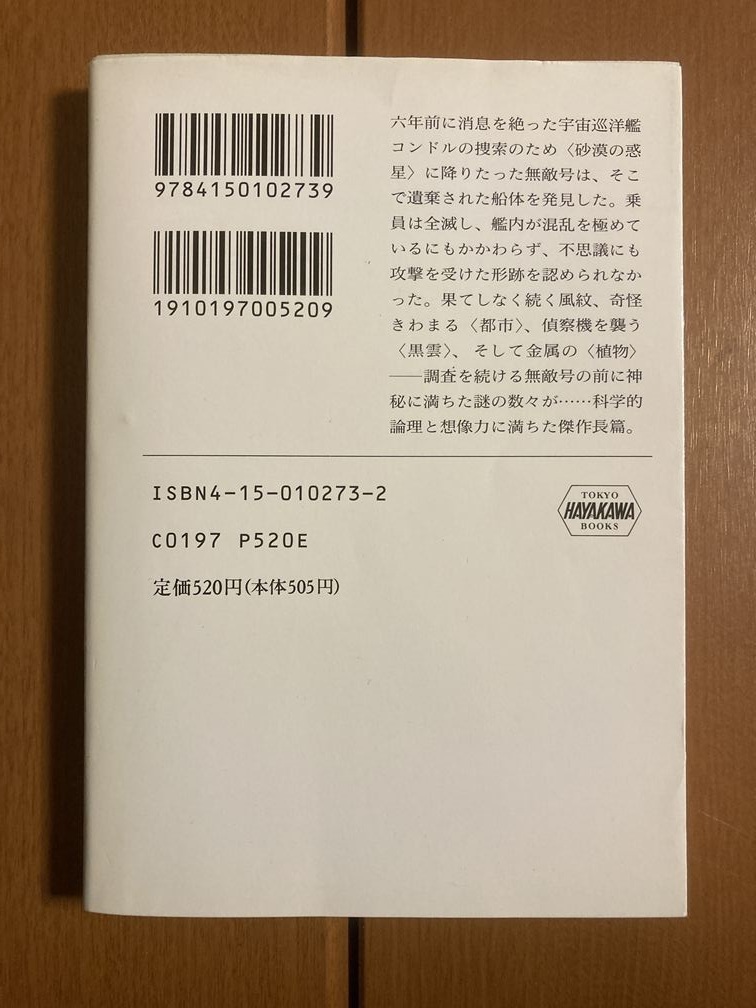 9784150102739
1910197005209
六年前に消息を絶った宇宙巡洋艦
コンドルの捜索のため〈砂漠の惑
星〉に降りたった無敵号は、そこ
で遺棄された船体を発見した。乗
員は全滅し、艦内が混乱を極めて
いるにもかかわらず、不思議にも
攻撃を受けた形跡を認められなか
った。果てしなく続く風紋、奇怪
きわまる〈都市〉、偵察機を襲う
〈黒雲〉、そして金属の〈植物〉
――調査を続ける無敵号の前に神
秘に満ちた謎の数々が……科学的
論理と想像力に満ちた傑作長篇。
ISBN4-15-010273-2
C0197 P520E
定価520円(本体505円)
TOKYO
HAYAKAWA
BOOKS